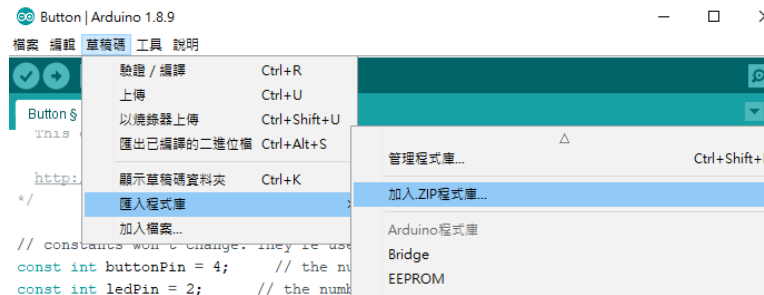 Button | Arduino 1.8.9
檔案 編輯 草稿碼 工具 說明
驗證 / 編譯 Ctrl+R
上傳 Ctrl+U
Button §
以燒錄器上傳 Ctrl+Shift+U
This
匯出已編譯的二進位檔 Ctrl+Alt+S
管理程式庫... Ctrl+Shift+I
http:
顯示草稿碼資料夾 Ctrl+K
*/
匯入程式庫
加入.ZIP程式庫...
加入檔案...
Arduino程式庫
// constants won't change. They're use
Bridge
const int buttonPin = 4; // the nu
EEPROM
const int ledPin = 2; // the numb